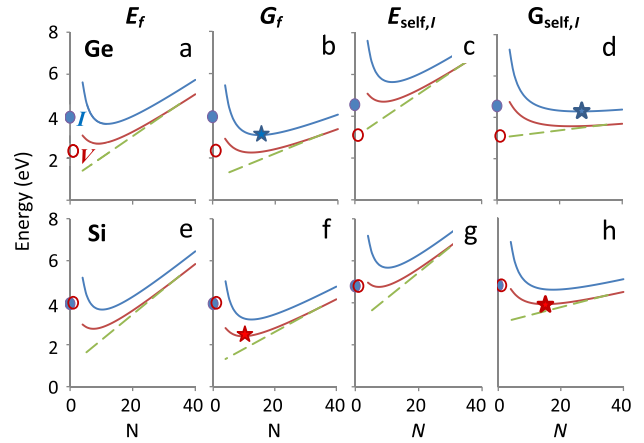 E_f G_f E_self,I G_self,I
8 Ge a b c d
6
4 I
2 V
0
Energy (eV)
8 Si e f g h
6
4
2
0
0 20 40 0 20 40 0 20 40 0 20 40
N N N N